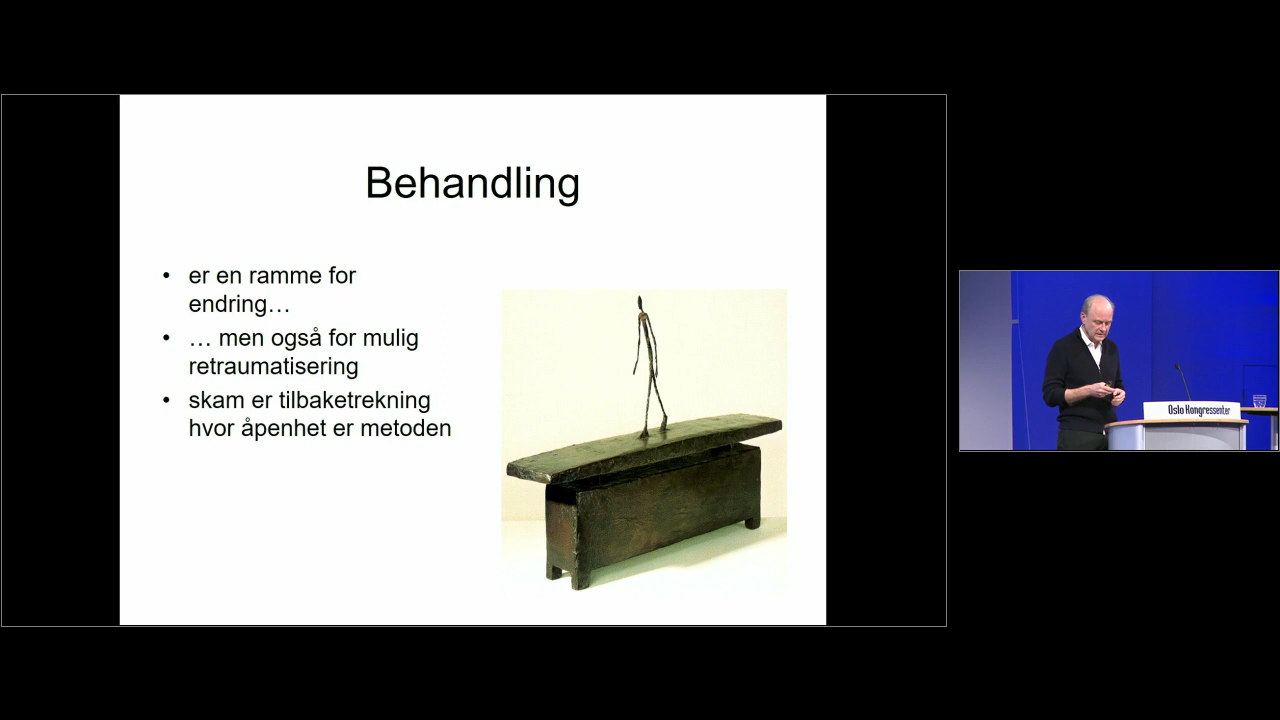 Behandling
• er en ramme for
endring…
• … men også for mulig
retraumatisering
• skam er tilbaketrekning
hvor åpenhet er metoden
Oslo Kongressenter